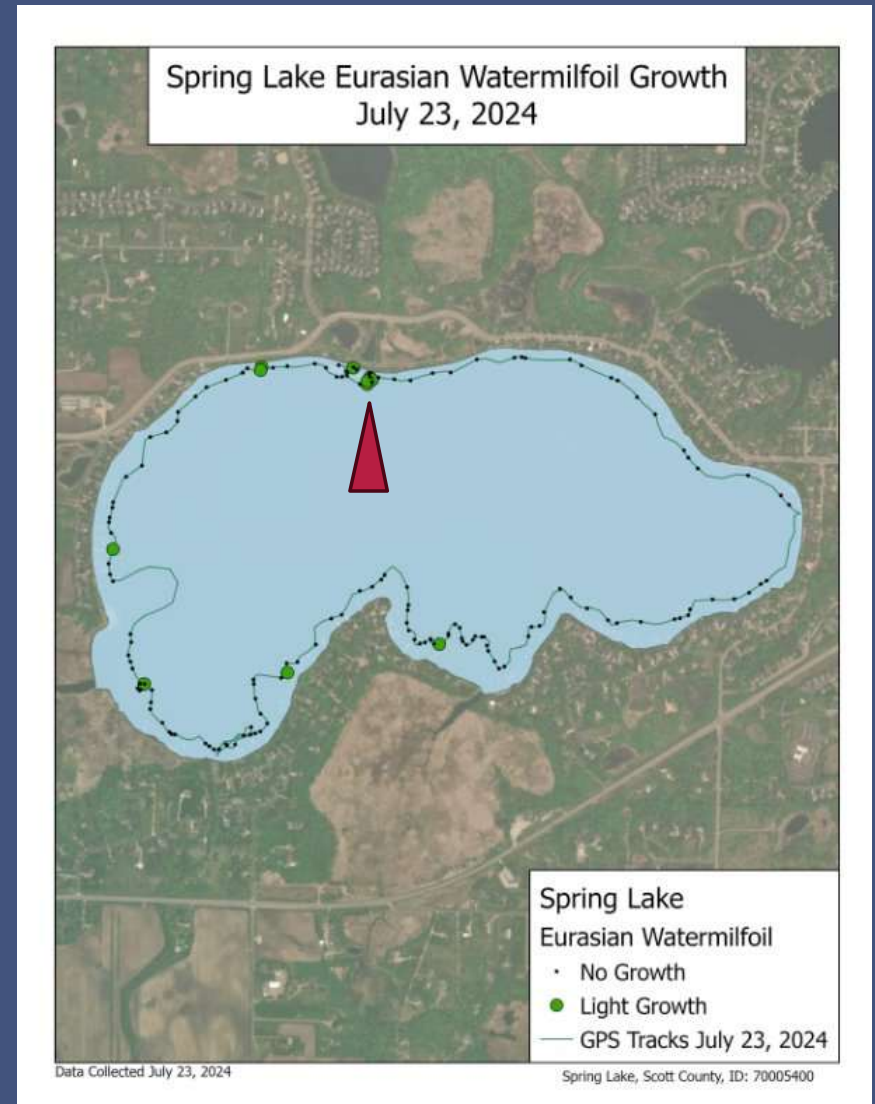 Spring Lake Eurasian Watermilfoil Growth
July 23, 2024
Spring Lake
Eurasian Watermilfoil
No Growth
Light Growth
GPS Tracks July 23, 2024
Data Collected July 23, 2024
Spring Lake, Scott County, ID: 70005400